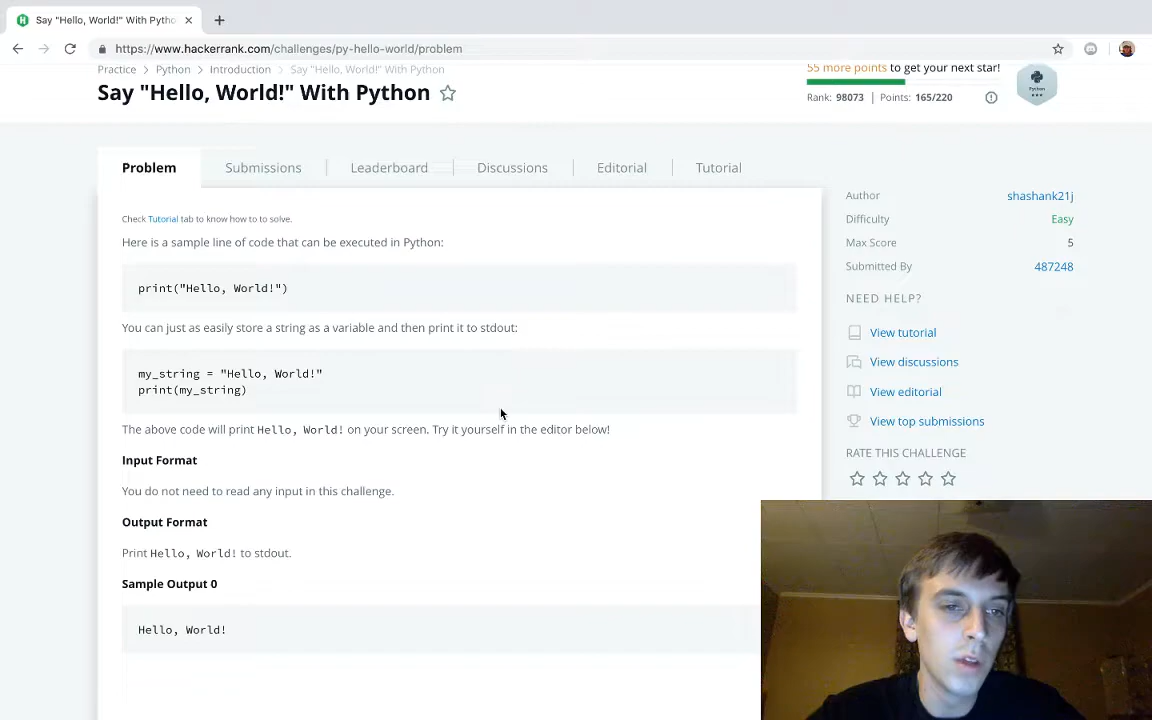 Say "Hello, World!" With Pytho
https://www.hackerrank.com/challenges/py-hello-world/problem
Practice > Python > Introduction > Say "Hello, World!" With Python
55 more points to get your next star!
Say "Hello, World!" With Python
Rank: 98073 | Points: 165/220
Python
Problem
Submissions
Leaderboard
Discussions
Editorial
Tutorial
Check Tutorial tab to know how to to solve.
Here is a sample line of code that can be executed in Python:
print("Hello, World!")
You can just as easily store a string as a variable and then print it to stdout:
my_string = "Hello, World!"
print(my_string)
The above code will print Hello, World! on your screen. Try it yourself in the editor below!
Input Format
You do not need to read any input in this challenge.
Output Format
Print Hello, World! to stdout.
Sample Output 0
Hello, World!
Author shashank21j
Difficulty Easy
Max Score 5
Submitted By 487248
NEED HELP?
View tutorial
View discussions
View editorial
View top submissions
RATE THIS CHALLENGE